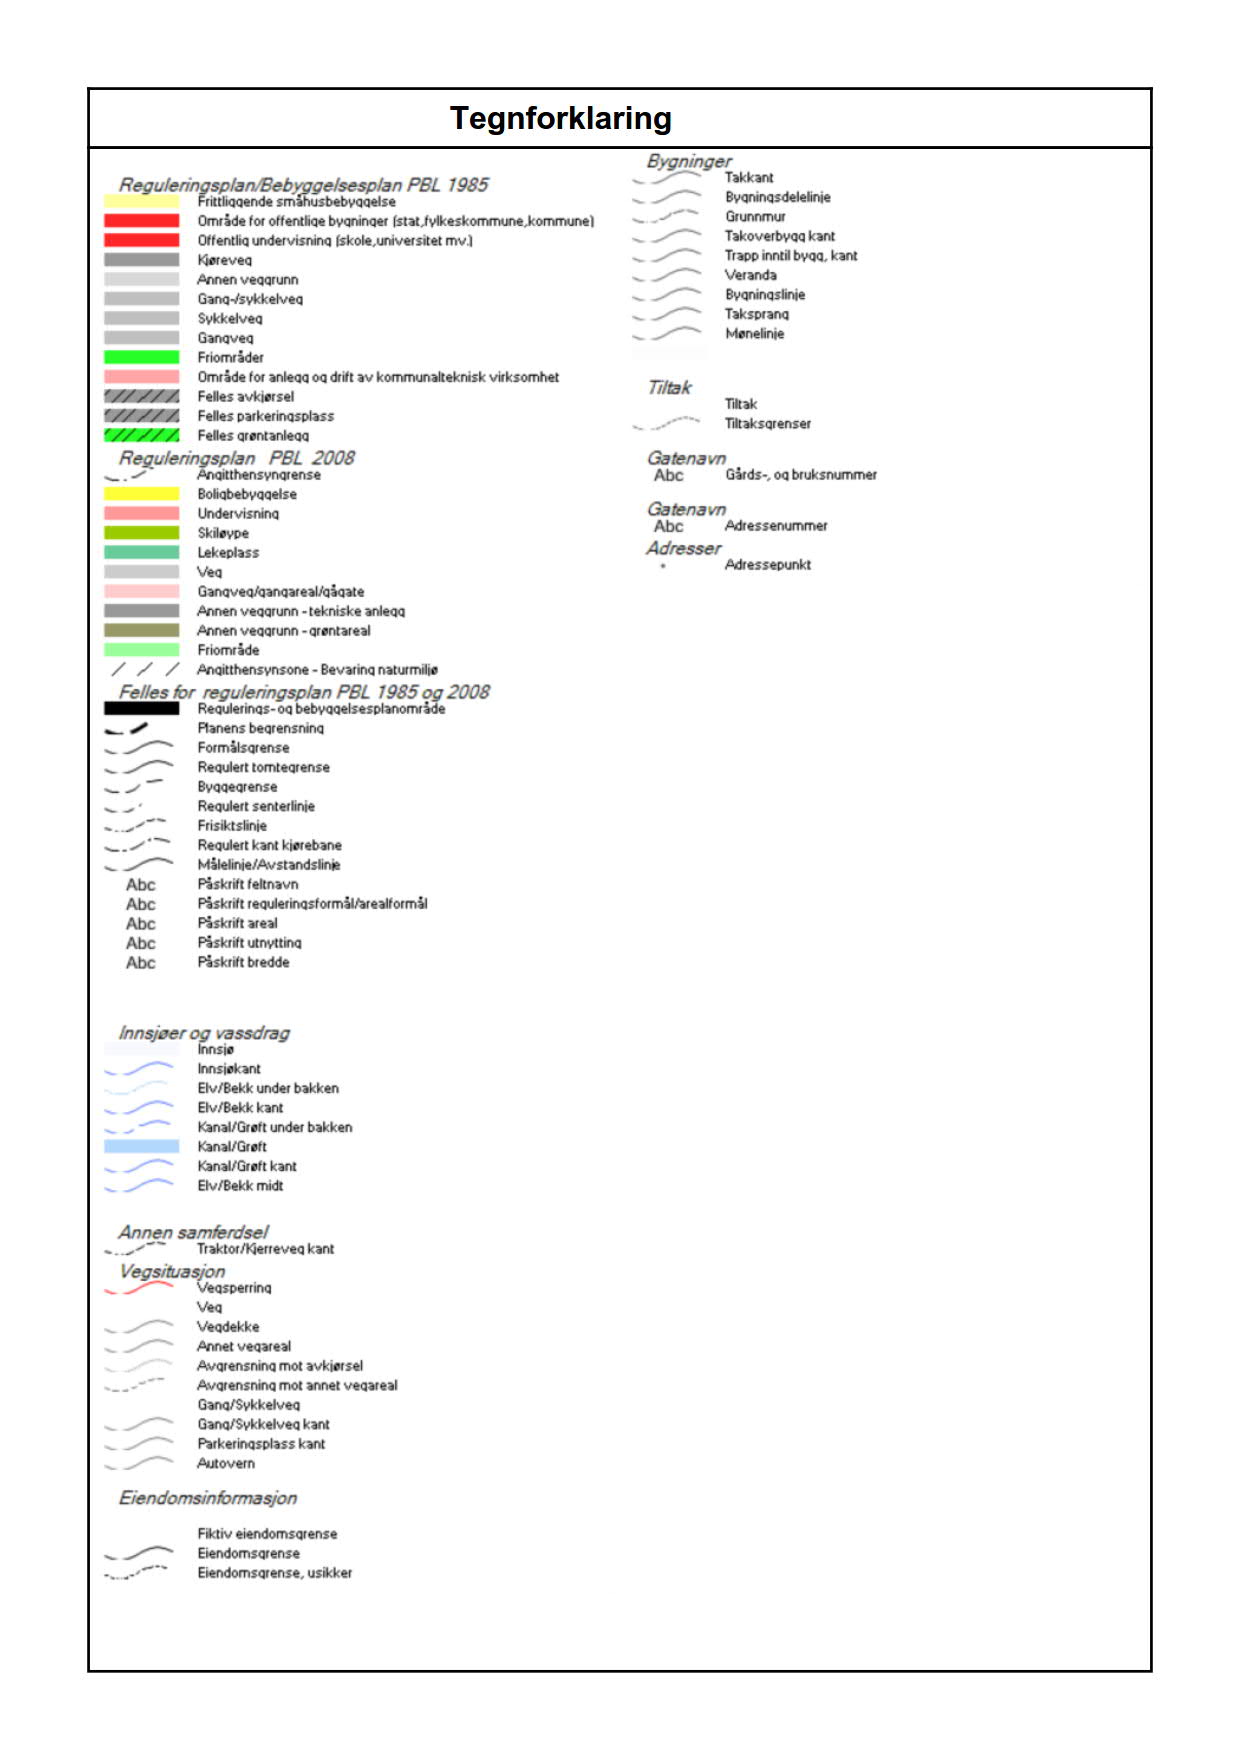 Tegnforklaring
Reguleringsplan/Bebyggelsesplan PBL 1985
Frittliggende småhusbebyggelse
Område for offentlige bygninger (stat,fylkeskommune,kommune)
Offentlig undervisning (skole,universitet mv.)
Kjøreveg
Annen veggrunn
Gang-/sykkelveg
Sykkelveg
Gangveg
Friområder
Område for anlegg og drift av kommunalteknisk virksomhet
Felles avkjørsel
Felles parkeringsplass
Felles grøntanlegg
Reguleringsplan PBL 2008
Angitthensyngrense
Boligbebyggelse
Undervisning
Skiløype
Lekeplass
Veg
Gangveg/gangareal/gågate
Annen veggrunn - tekniske anlegg
Annen veggrunn - grøntareal
Friområde
Angitthensynsone - Bevaring naturmiljø
Felles for reguleringsplan PBL 1985 og 2008
Regulerings- og bebyggelsesplanområde
Planens begrensning
Formålsgrense
Regulert tomtegrense
Byggegrense
Regulert senterlinje
Frisiktslinje
Regulert kant kjørebane
Målelinje/Avstandslinje
Abc Påskrift feltnavn
Abc Påskrift reguleringsformål/arealformål
Abc Påskrift areal
Abc Påskrift utnytting
Abc Påskrift bredde
Innsjøer og vassdrag
Innsjø
Innsjøkant
Elv/Bekk under bakken
Elv/Bekk kant
Kanal/Grøft under bakken
Kanal/Grøft
Kanal/Grøft kant
Elv/Bekk midt
Annen samferdsel
Traktor/Kjerreveg kant
Vegsituasjon
Vegsperring
Veg
Vegdekke
Annet vegareal
Avgrensning mot avkjørsel
Avgrensning mot annet vegareal
Gang/Sykkelveg
Gang/Sykkelveg kant
Parkeringsplass kant
Autovern
Eiendomsinformasjon
Fiktiv eiendomsgrense
Eiendomsgrense
Eiendomsgrense, usikker
Bygninger
Takkant
Bygningsdelelinje
Grunnmur
Takoverbygg kant
Trapp inntil bygg, kant
Veranda
Bygningslinje
Taksprang
Mønelinje
Tiltak
Tiltak
Tiltaksgrenser
Gatenavn
Abc Gårds-, og bruksnummer
Gatenavn
Abc Adressenummer
Adresser
Adressepunkt